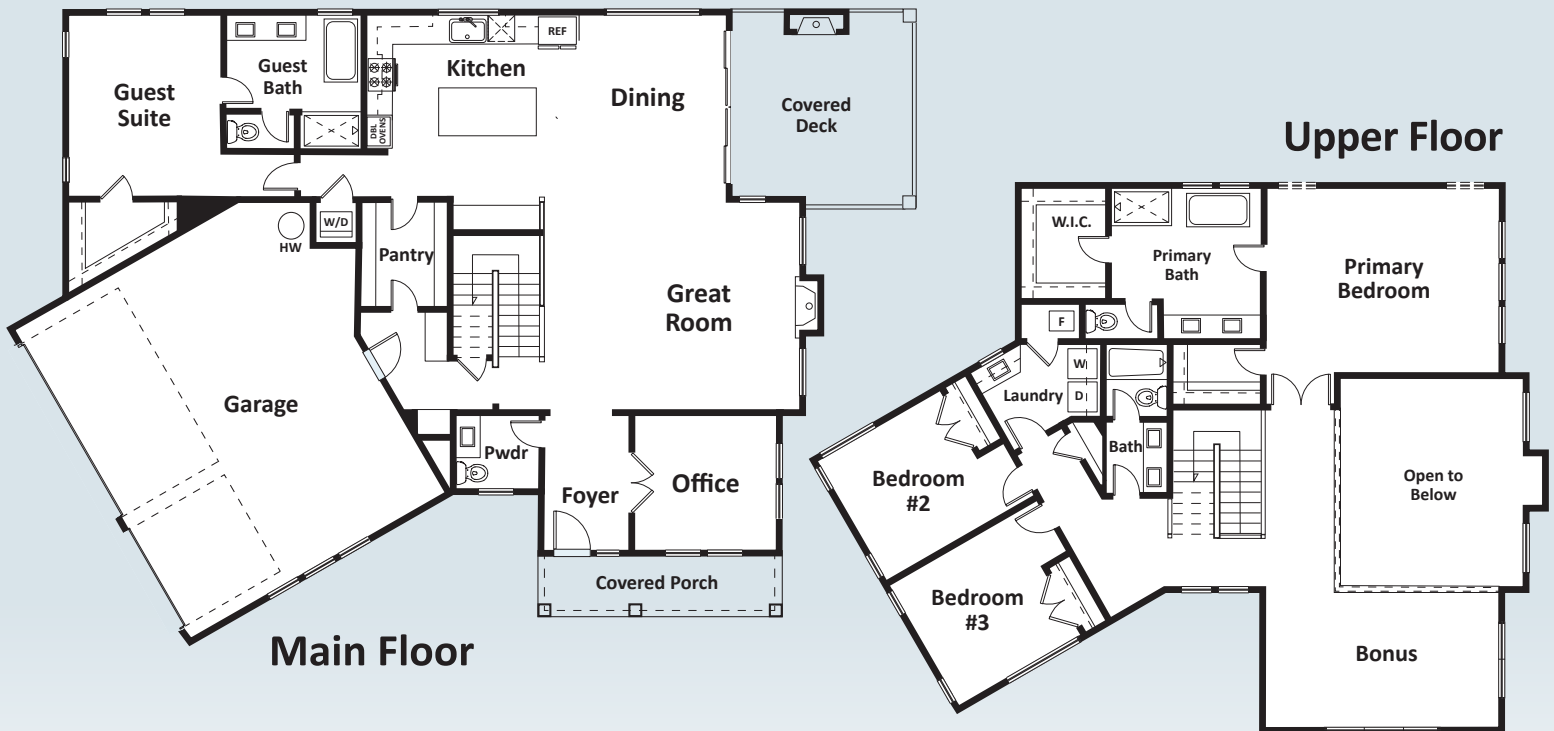 Guest
Suite
Guest
Bath
Kitchen
REF
DBL
OVENS
Dining
Covered
Deck
W/D
HW
Pantry
Great
Room
Garage
Pwdr
Foyer
Office
Covered Porch
Main Floor
Upper Floor
W.I.C.
Primary
Bath
Primary
Bedroom
F
W
D
Laundry
Bath
Bedroom
#2
Bedroom
#3
Open to
Below
Bonus